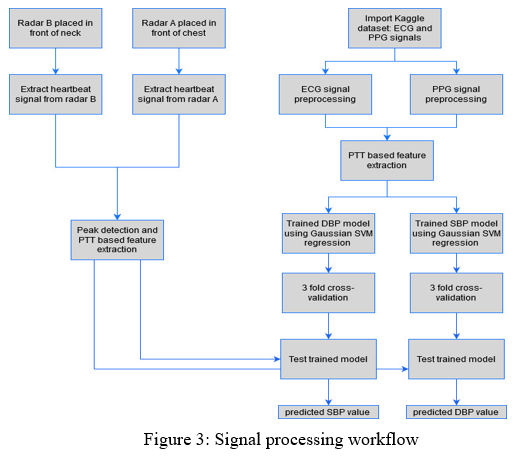 Radar B placed in
front of neck
Radar A placed in
front of chest
Import Kaggle
dataset: ECG and
PPG signals
Extract heartbeat
signal from radar B
Extract heartbeat
signal from radar A
ECG signal
preprocessing
PPG signal
preprocessing
PTT based feature
extraction
Peak detection and
PTT based feature
extraction
Trained DBP model
using Gaussian SVM
regression
Trained SBP model
using Gaussian SVM
regression
3 fold cross-
validation
3 fold cross-
validation
Test trained model
Test trained model
predicted SBP value
predicted DBP value
Figure 3: Signal processing workflow